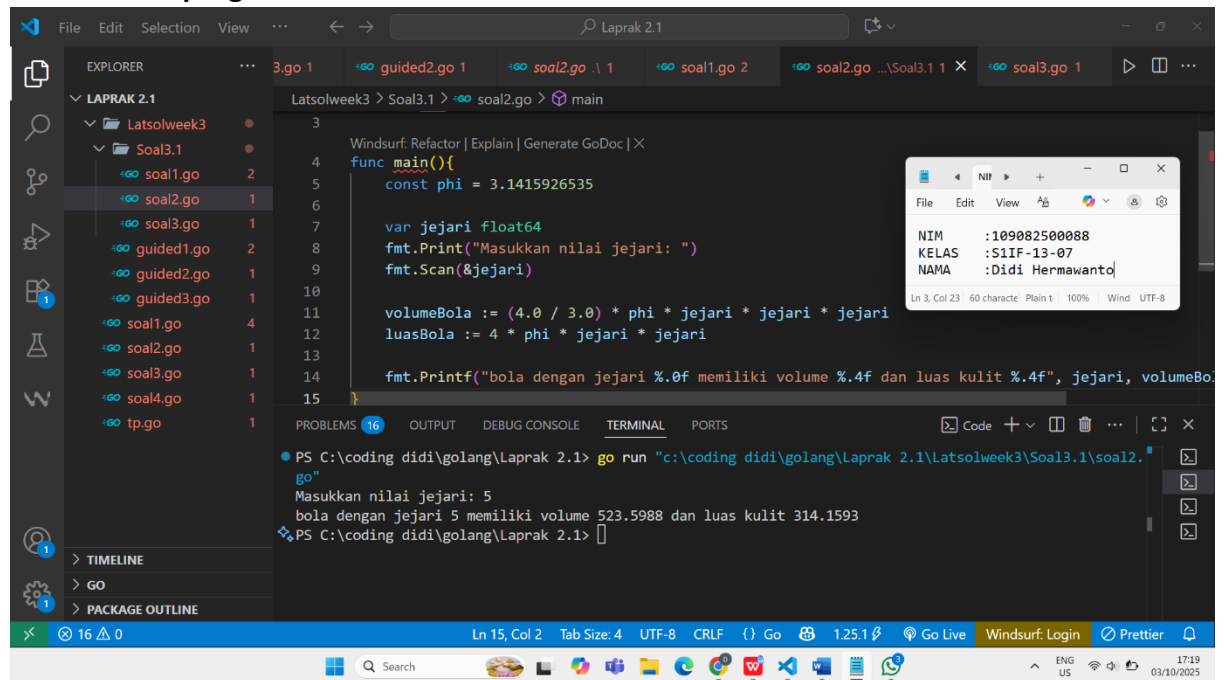 File Edit Selection View ··· ← → Laprak 2.1
EXPLORER ···
3.go 1 guided2.go 1 soal2.go .\ 1 soal1.go 2 soal2.go ...\Soal3.1 1 × soal3.go 1 ···
LAPRAK 2.1
Latsolweek3
Soal3.1
soal1.go 2
soal2.go 1
soal3.go 1
guided1.go 2
guided2.go 1
guided3.go 1
soal1.go 4
soal2.go 1
soal3.go 1
soal4.go 1
tp.go 1
TIMELINE
GO
PACKAGE OUTLINE
Latsolweek3 > Soal3.1 > soal2.go > main
3
Windsurf: Refactor | Explain | Generate GoDoc | ×
4 func main(){
5 const phi = 3.1415926535
6
7 var jejari float64
8 fmt.Print("Masukkan nilai jejari: ")
9 fmt.Scan(&jejari)
10
11 volumeBola := (4.0 / 3.0) * phi * jejari * jejari * jejari
12 luasBola := 4 * phi * jejari * jejari
13
14 fmt.Printf("bola dengan jejari %.0f memiliki volume %.4f dan luas kulit %.4f", jejari, volumeBo
15 }
File Edit View
NIM :109082500088
KELAS :S1IF-13-07
NAMA :Didi Hermawanto
Ln 3, Col 23 60 characte Plain t 100% Wind UTF-8
PROBLEMS 16 OUTPUT DEBUG CONSOLE TERMINAL PORTS Code
PS C:\coding didi\golang\Laprak 2.1> go run "c:\coding didi\golang\Laprak 2.1\Latsolweek3\Soal3.1\soal2.
go"
Masukkan nilai jejari: 5
bola dengan jejari 5 memiliki volume 523.5988 dan luas kulit 314.1593
PS C:\coding didi\golang\Laprak 2.1>
16 0 Ln 15, Col 2 Tab Size: 4 UTF-8 CRLF {} Go 1.25.1 Go Live Windsurf: Login Prettier
Search
ENG
US
17:19
03/10/2025